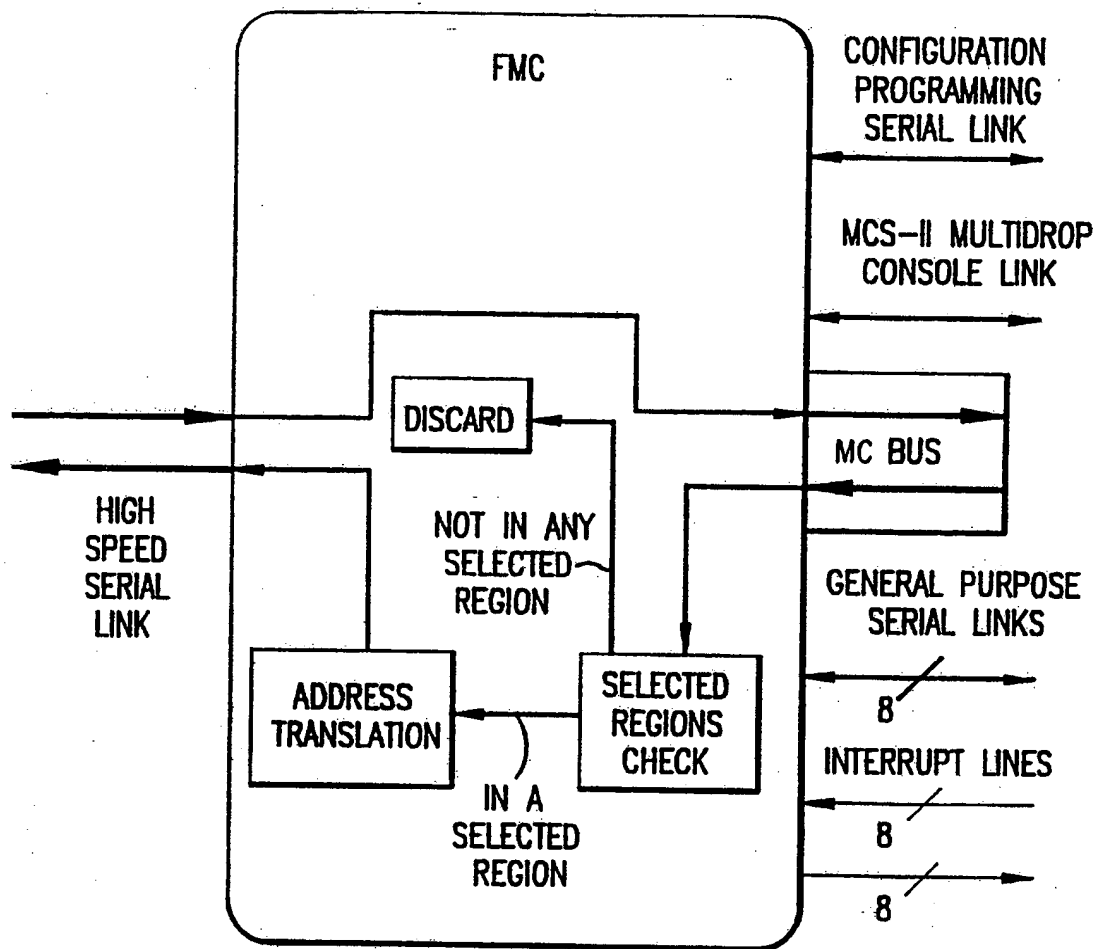 FMC
CONFIGURATION
PROGRAMMING
SERIAL LINK
MCS-II MULTIDROP
CONSOLE LINK
DISCARD
MC BUS
HIGH
SPEED
SERIAL
LINK
NOT IN ANY
SELECTED
REGION
GENERAL PURPOSE
SERIAL LINKS
8
ADDRESS
TRANSLATION
SELECTED
REGIONS
CHECK
IN A
SELECTED
REGION
INTERRUPT LINES
8
8